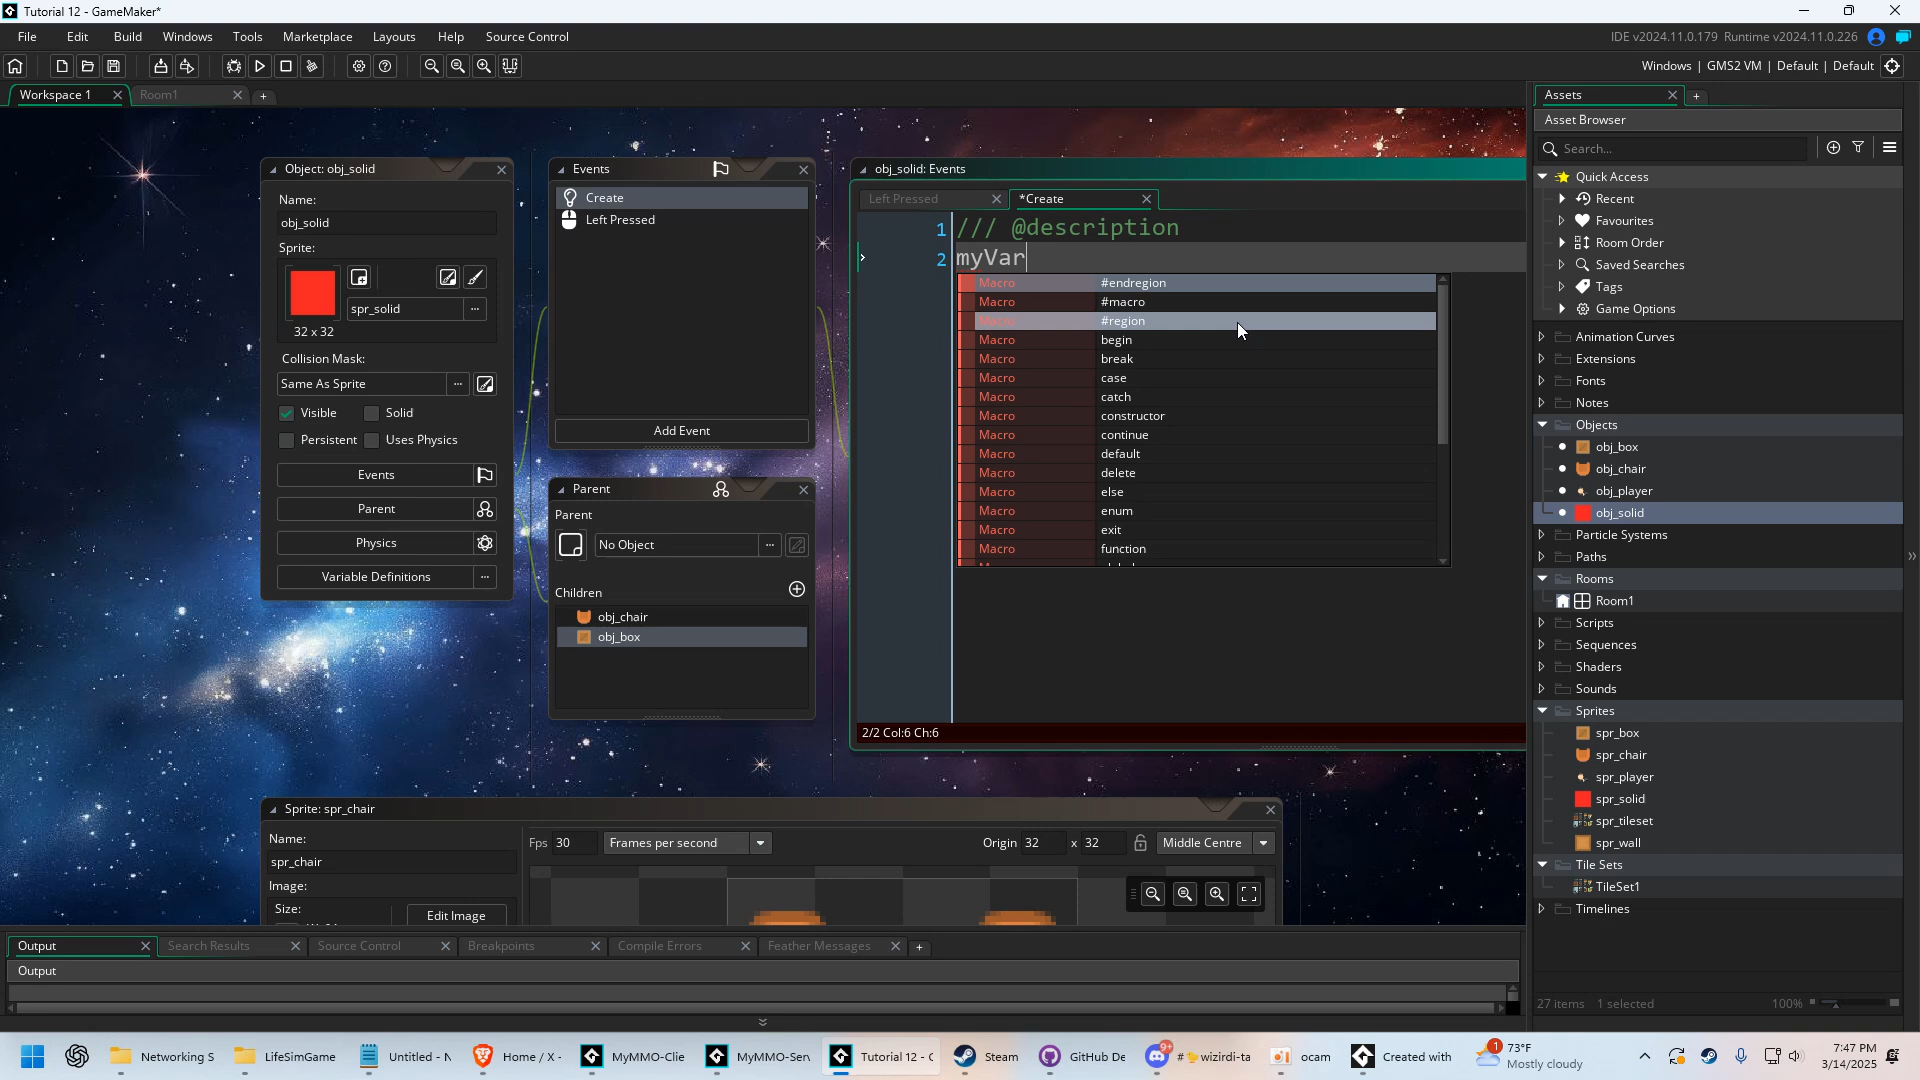 Tutorial 12 - GameMaker*
File Edit Build Windows Tools Marketplace Layouts Help Source Control
IDE v2024.11.0.179 Runtime v2024.11.0.226
Windows | GMS2 VM | Default | Default
Workspace 1
Room1
Object: obj_solid
Name:
obj_solid
Sprite:
spr_solid
32 x 32
Collision Mask:
Same As Sprite
Visible
Solid
Persistent
Uses Physics
Events
Parent
Physics
Variable Definitions
Events
Create
Left Pressed
Add Event
Parent
Parent
No Object
Children
obj_chair
obj_box
obj_solid: Events
Left Pressed
*Create
1 /// @description
2 myVar
Macro #endregion
Macro #macro
Macro #region
Macro begin
Macro break
Macro case
Macro catch
Macro constructor
Macro continue
Macro default
Macro delete
Macro else
Macro enum
Macro exit
Macro function
2/2 Col:6 Ch:6
Sprite: spr_chair
Name:
spr_chair
Image:
Size:
Edit Image
Fps 30
Frames per second
Origin 32 x 32
Middle Centre
Output
Search Results
Source Control
Breakpoints
Compile Errors
Feather Messages
Output
Assets
Asset Browser
Search...
Quick Access
Recent
Favourites
Room Order
Saved Searches
Tags
Game Options
Animation Curves
Extensions
Fonts
Notes
Objects
obj_box
obj_chair
obj_player
obj_solid
Particle Systems
Paths
Rooms
Room1
Scripts
Sequences
Shaders
Sounds
Sprites
spr_box
spr_chair
spr_player
spr_solid
spr_tileset
spr_wall
Tile Sets
TileSet1
Timelines
27 items 1 selected
100%
Networking S
LifeSimGame
Untitled - N
Home / X -
MyMMO-Clie
MyMMO-Serv
Tutorial 12 - G
Steam
GitHub De
9+
# wizirdi-ta
ocam
Created with
1
73°F
Mostly cloudy
7:47 PM
3/14/2025